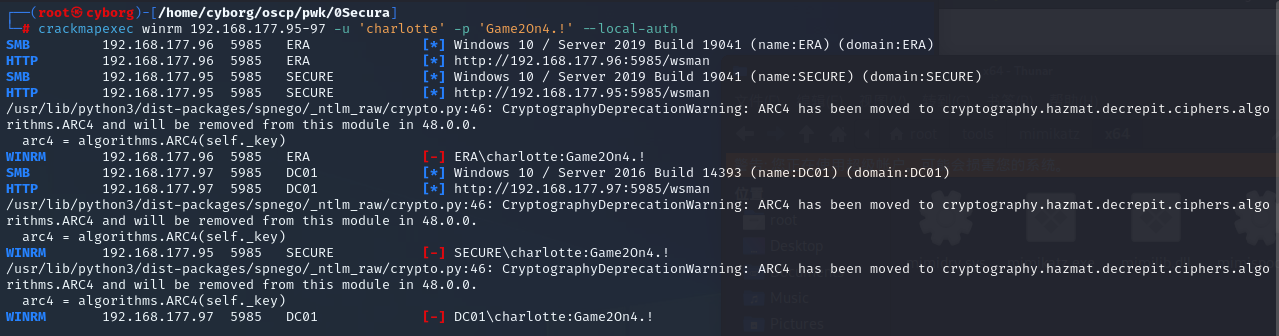 ┌──(root㉿cyborg)-[/home/cyborg/oscp/pwk/0Secura]
└─# crackmapexec winrm 192.168.177.95-97 -u 'charlotte' -p 'Game2On4.!' --local-auth
SMB 192.168.177.96 5985 ERA [*] Windows 10 / Server 2019 Build 19041 (name:ERA) (domain:ERA)
HTTP 192.168.177.96 5985 ERA [*] http://192.168.177.96:5985/wsman
SMB 192.168.177.95 5985 SECURE [*] Windows 10 / Server 2019 Build 19041 (name:SECURE) (domain:SECURE)
HTTP 192.168.177.95 5985 SECURE [*] http://192.168.177.95:5985/wsman
/usr/lib/python3/dist-packages/spnego/_ntlm_raw/crypto.py:46: CryptographyDeprecationWarning: ARC4 has been moved to cryptography.hazmat.decrepit.ciphers.algo
rithms.ARC4 and will be removed from this module in 48.0.0.
  arc4 = algorithms.ARC4(self._key)
WINRM 192.168.177.96 5985 ERA [-] ERA\charlotte:Game2On4.!
SMB 192.168.177.97 5985 DC01 [*] Windows 10 / Server 2016 Build 14393 (name:DC01) (domain:DC01)
HTTP 192.168.177.97 5985 DC01 [*] http://192.168.177.97:5985/wsman
/usr/lib/python3/dist-packages/spnego/_ntlm_raw/crypto.py:46: CryptographyDeprecationWarning: ARC4 has been moved to cryptography.hazmat.decrepit.ciphers.algo
rithms.ARC4 and will be removed from this module in 48.0.0.
  arc4 = algorithms.ARC4(self._key)
WINRM 192.168.177.95 5985 SECURE [-] SECURE\charlotte:Game2On4.!
/usr/lib/python3/dist-packages/spnego/_ntlm_raw/crypto.py:46: CryptographyDeprecationWarning: ARC4 has been moved to cryptography.hazmat.decrepit.ciphers.algo
rithms.ARC4 and will be removed from this module in 48.0.0.
  arc4 = algorithms.ARC4(self._key)
WINRM 192.168.177.97 5985 DC01 [-] DC01\charlotte:Game2On4.!
root
Desktop
Music
Pictures